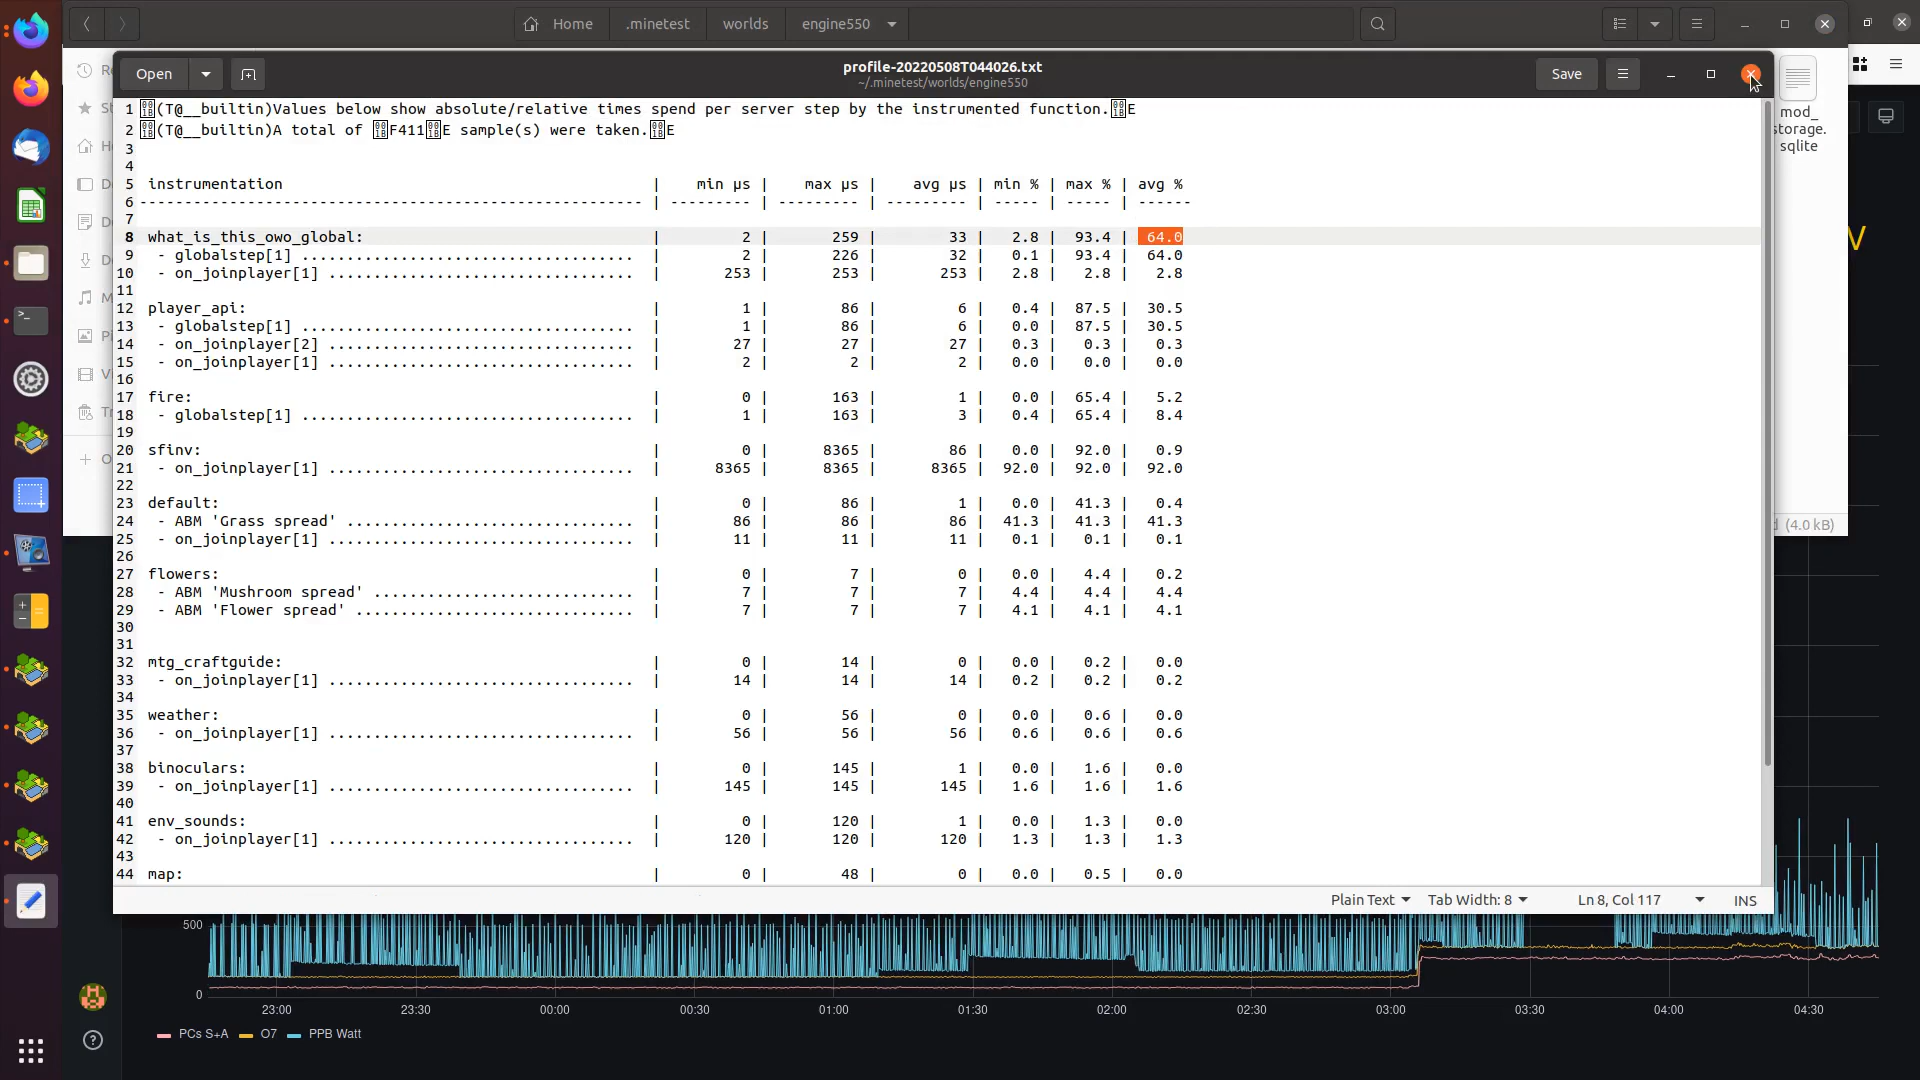 Home .minetest worlds engine550
Open
profile-20220508T044026.txt
~/.minetest/worlds/engine550
Save
mod_
storage.
sqlite
1 (T@__builtin)Values below show absolute/relative times spend per server step by the instrumented function.E
2 (T@__builtin)A total of F411E sample(s) were taken.E
3
4
5 instrumentation | min µs | max µs | avg µs | min % | max % | avg %
6 ------------------------------------------------------- | --------- | --------- | --------- | ----- | ----- | ------
7
8 what_is_this_owo_global: | 2 | 259 | 33 | 2.8 | 93.4 | 64.0
9 - globalstep[1] ..................................... | 2 | 226 | 32 | 0.1 | 93.4 | 64.0
10 - on_joinplayer[1] .................................. | 253 | 253 | 253 | 2.8 | 2.8 | 2.8
11
12 player_api: | 1 | 86 | 6 | 0.4 | 87.5 | 30.5
13 - globalstep[1] ..................................... | 1 | 86 | 6 | 0.0 | 87.5 | 30.5
14 - on_joinplayer[2] .................................. | 27 | 27 | 27 | 0.3 | 0.3 | 0.3
15 - on_joinplayer[1] .................................. | 2 | 2 | 2 | 0.0 | 0.0 | 0.0
16
17 fire: | 0 | 163 | 1 | 0.0 | 65.4 | 5.2
18 - globalstep[1] ..................................... | 1 | 163 | 3 | 0.4 | 65.4 | 8.4
19
20 sfinv: | 0 | 8365 | 86 | 0.0 | 92.0 | 0.9
21 - on_joinplayer[1] .................................. | 8365 | 8365 | 8365 | 92.0 | 92.0 | 92.0
22
23 default: | 0 | 86 | 1 | 0.0 | 41.3 | 0.4
24 - ABM 'Grass spread' ................................ | 86 | 86 | 86 | 41.3 | 41.3 | 41.3
25 - on_joinplayer[1] .................................. | 11 | 11 | 11 | 0.1 | 0.1 | 0.1
26
27 flowers: | 0 | 7 | 0 | 0.0 | 4.4 | 0.2
28 - ABM 'Mushroom spread' ............................. | 7 | 7 | 7 | 4.4 | 4.4 | 4.4
29 - ABM 'Flower spread' ............................... | 7 | 7 | 7 | 4.1 | 4.1 | 4.1
30
31
32 mtg_craftguide: | 0 | 14 | 0 | 0.0 | 0.2 | 0.0
33 - on_joinplayer[1] .................................. | 14 | 14 | 14 | 0.2 | 0.2 | 0.2
34
35 weather: | 0 | 56 | 0 | 0.0 | 0.6 | 0.0
36 - on_joinplayer[1] .................................. | 56 | 56 | 56 | 0.6 | 0.6 | 0.6
37
38 binoculars: | 0 | 145 | 1 | 0.0 | 1.6 | 0.0
39 - on_joinplayer[1] .................................. | 145 | 145 | 145 | 1.6 | 1.6 | 1.6
40
41 env_sounds: | 0 | 120 | 1 | 0.0 | 1.3 | 0.0
42 - on_joinplayer[1] .................................. | 120 | 120 | 120 | 1.3 | 1.3 | 1.3
43
44 map: | 0 | 48 | 0 | 0.0 | 0.5 | 0.0
(4.0 kB)
Plain Text Tab Width: 8 Ln 8, Col 117 INS
500
0
23:00 23:30 00:00 00:30 01:00 01:30 02:00 02:30 03:00 03:30 04:00 04:30
PCs S+A O7 PPB Watt